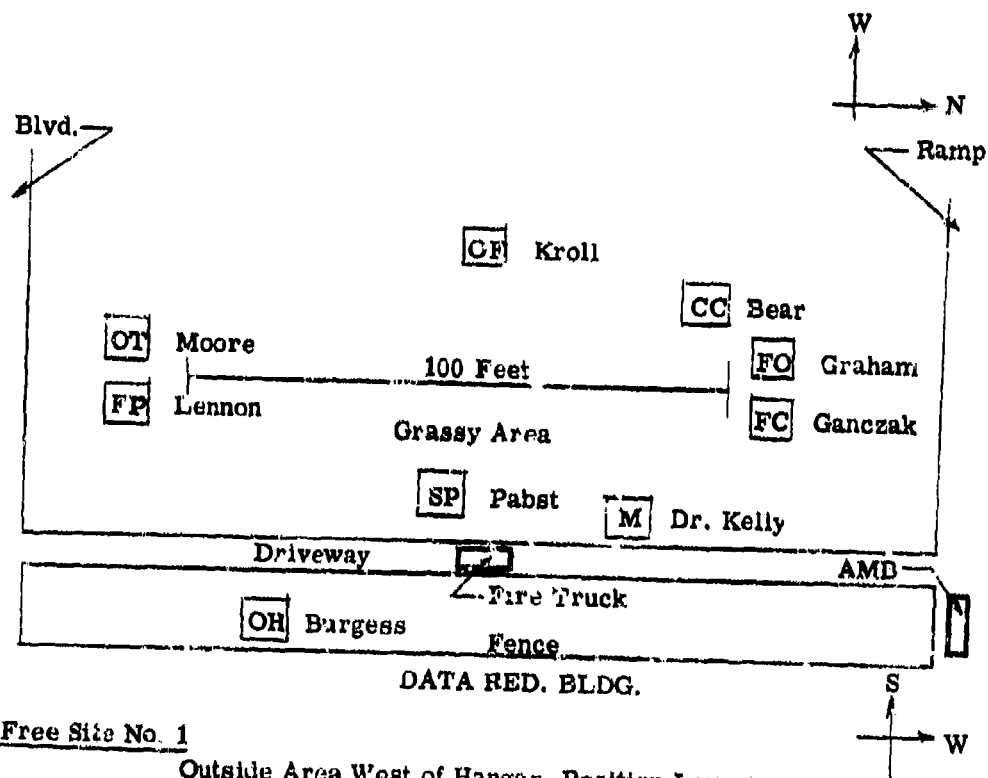 W
N
Blvd.
Ramp
CF Kroll
CC Bear
OT Moore
100 Feet
FO Graham
FP Lennon
FC Ganczak
Grassy Area
SP Pabst
M Dr. Kelly
Driveway
AMB
Fire Truck
OH Burgess
Fence
DATA RED. BLDG.
S
W
Free Site No. 1
Outside Area West of Hangar. Position